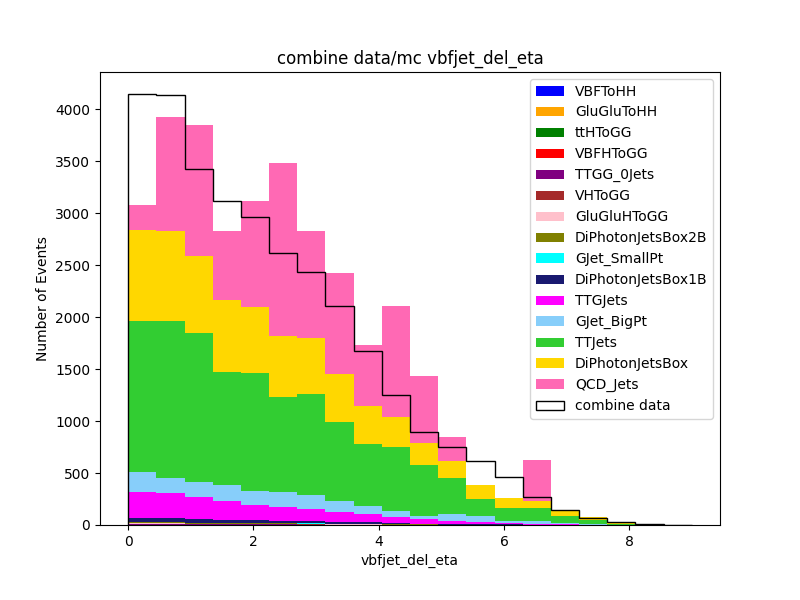 combine data/mc vbfjet_del_eta
Number of Events
4000
3500
3000
2500
2000
1500
1000
500
0
0
2
4
6
8
vbfjet_del_eta
VBFToHH
GluGluToHH
ttHToGG
VBFHToGG
TTGG_0Jets
VHToGG
GluGluHToGG
DiPhotonJetsBox2B
GJet_SmallPt
DiPhotonJetsBox1B
TTGJets
GJet_BigPt
TTJets
DiPhotonJetsBox
QCD_Jets
combine data